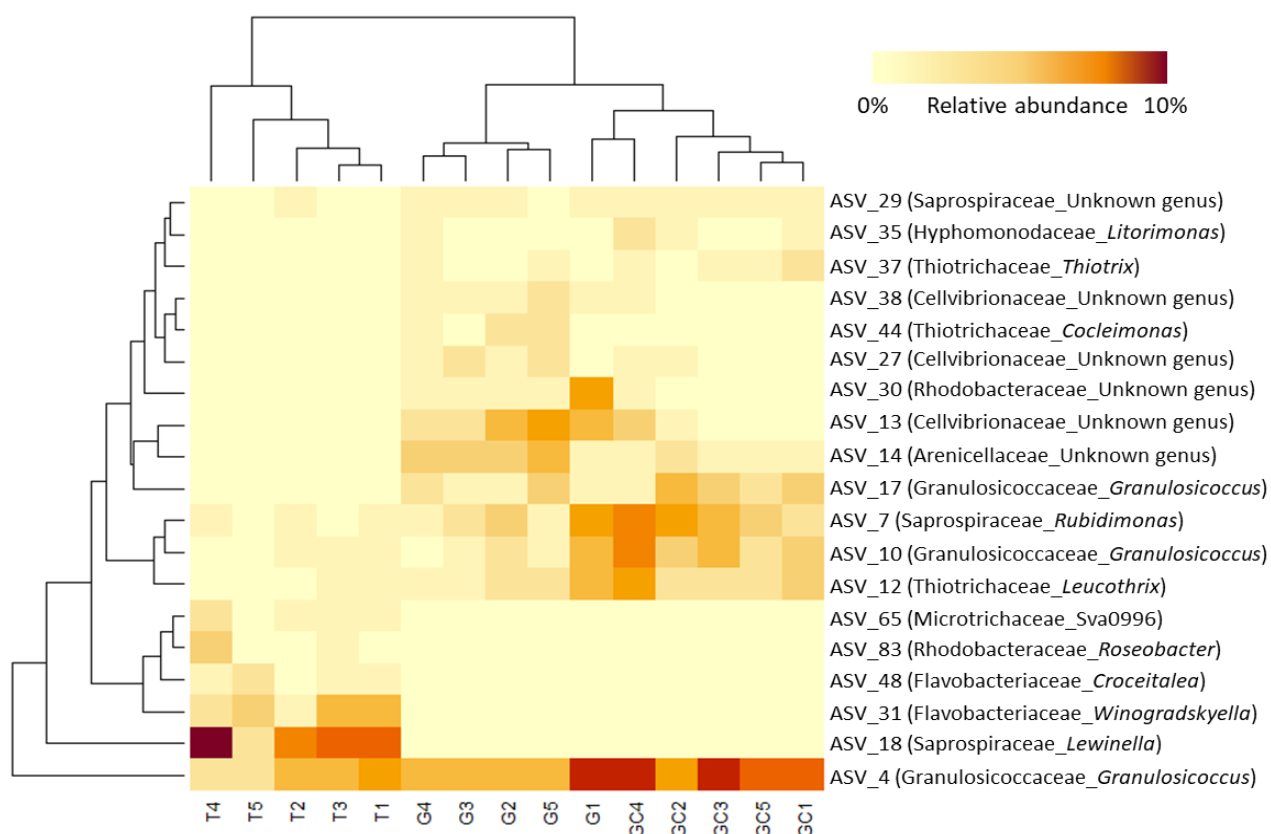 0% Relative abundance 10%
ASV_29 (Saprospiraceae_Unknown genus)
ASV_35 (Hyphomonodaceae_Litorimonas)
ASV_37 (Thiotrichaceae_Thiotrix)
ASV_38 (Cellvibrionaceae_Unknown genus)
ASV_44 (Thiotrichaceae_Cocleimonas)
ASV_27 (Cellvibrionaceae_Unknown genus)
ASV_30 (Rhodobacteraceae_Unknown genus)
ASV_13 (Cellvibrionaceae_Unknown genus)
ASV_14 (Arenicellaceae_Unknown genus)
ASV_17 (Granulosicoccaceae_Granulosicoccus)
ASV_7 (Saprospiraceae_Rubidimonas)
ASV_10 (Granulosicoccaceae_Granulosicoccus)
ASV_12 (Thiotrichaceae_Leucothrix)
ASV_65 (Microtrichaceae_Sva0996)
ASV_83 (Rhodobacteraceae_Roseobacter)
ASV_48 (Flavobacteriaceae_Croceitalea)
ASV_31 (Flavobacteriaceae_Winogradskyella)
ASV_18 (Saprospiraceae_Lewinella)
ASV_4 (Granulosicoccaceae_Granulosicoccus)
T4 T5 T2 T3 T1 G4 G3 G2 G5 G1 GC4 GC2 GC3 GC5 GC1